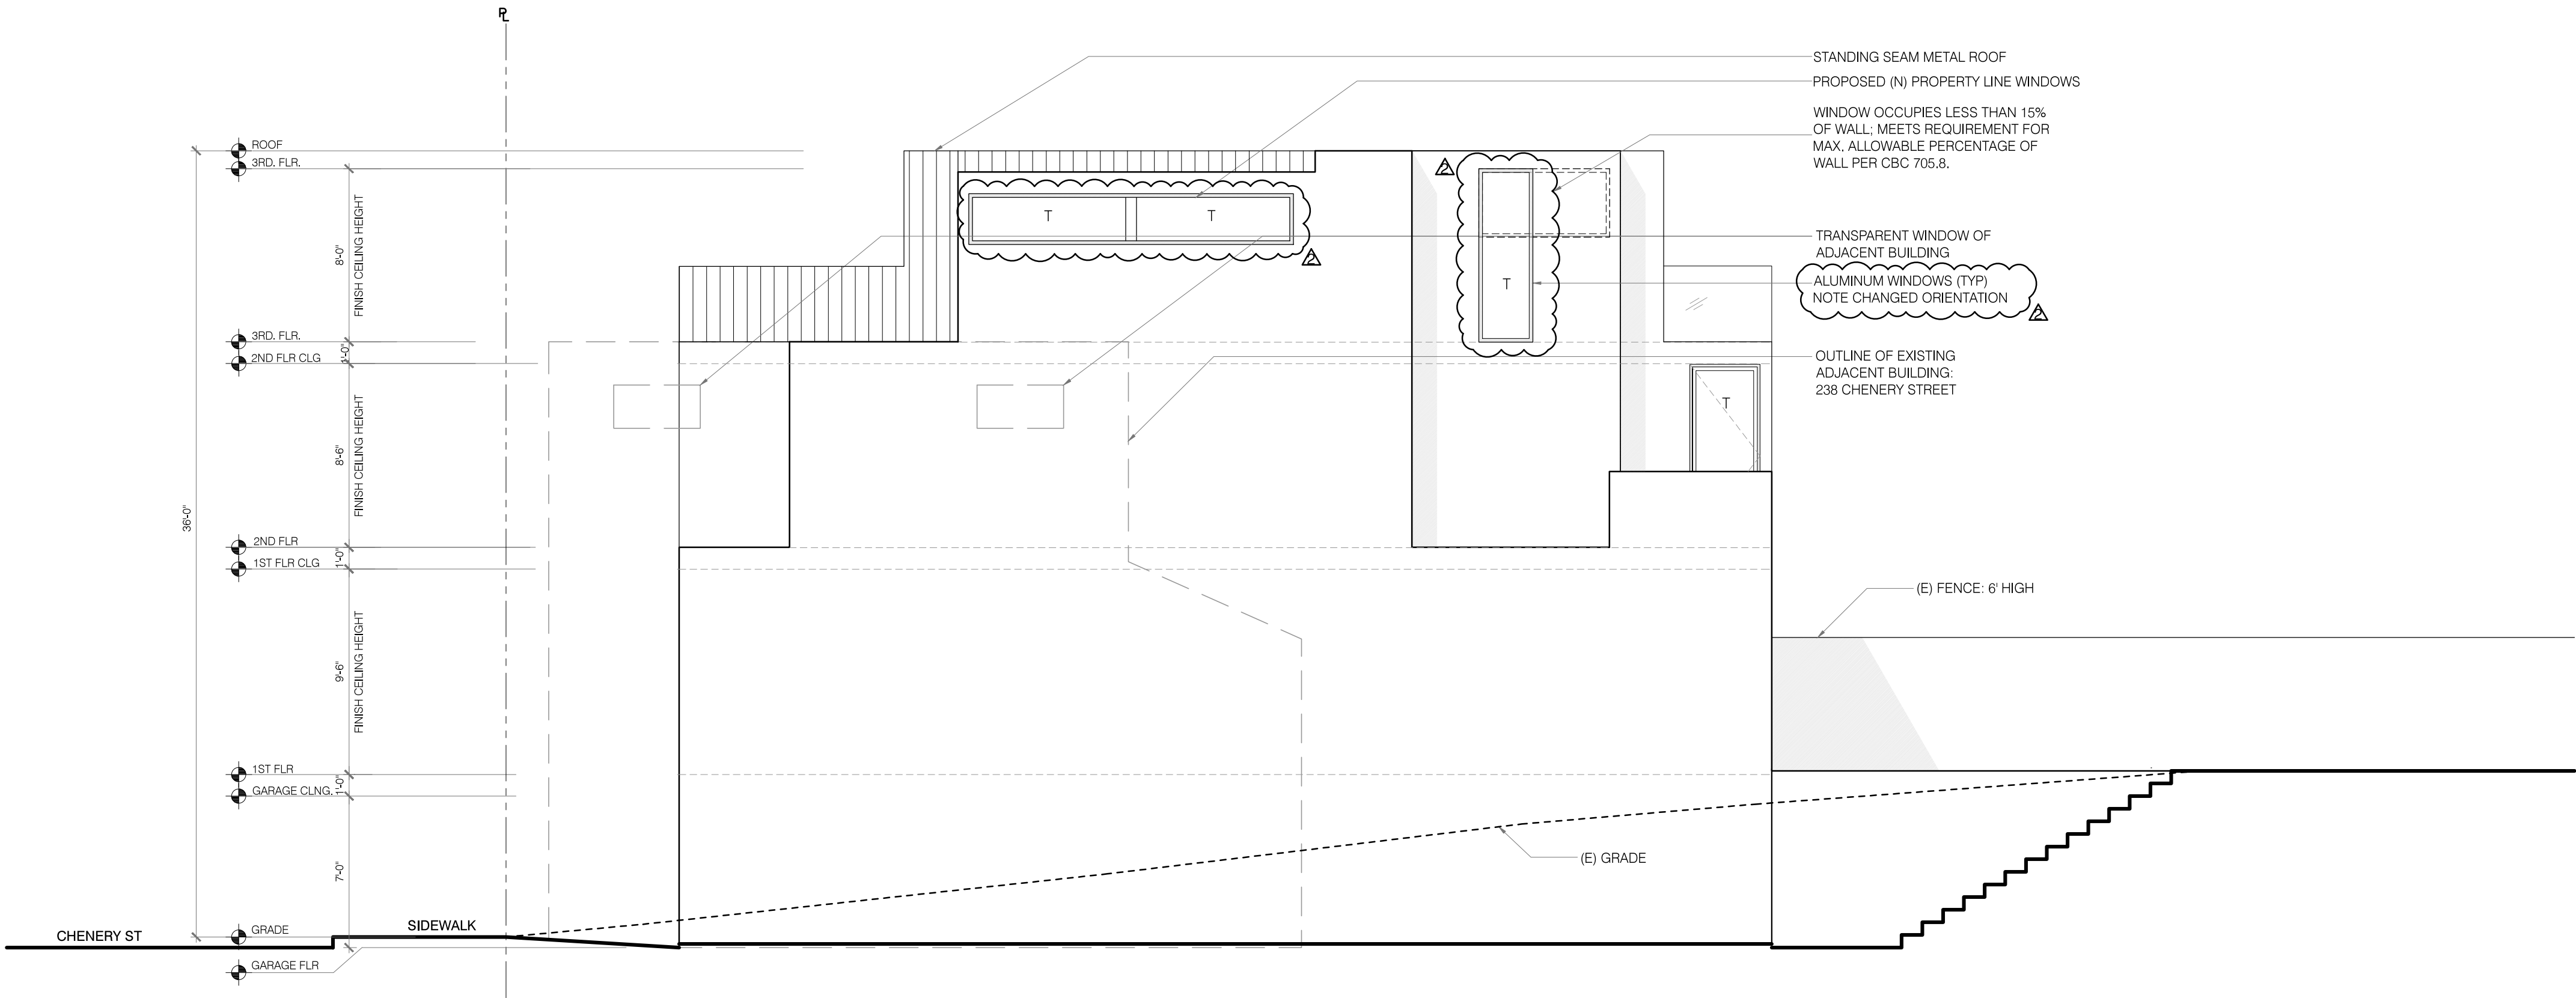 PL
STANDING SEAM METAL ROOF
PROPOSED (N) PROPERTY LINE WINDOWS
WINDOW OCCUPIES LESS THAN 15%
OF WALL; MEETS REQUIREMENT FOR
MAX. ALLOWABLE PERCENTAGE OF
WALL PER CBC 705.8.
ROOF
3RD. FLR.
2
T
T
2
T
TRANSPARENT WINDOW OF
ADJACENT BUILDING
ALUMINUM WINDOWS (TYP)
NOTE CHANGED ORIENTATION
2
8'-0"
FINISH CEILING HEIGHT
3RD. FLR.
1'-0"
2ND FLR CLG
OUTLINE OF EXISTING
ADJACENT BUILDING:
238 CHENERY STREET
T
8'-6"
FINISH CEILING HEIGHT
36'-0"
2ND FLR
1'-0"
1ST FLR CLG
(E) FENCE: 6' HIGH
9'-6"
FINISH CEILING HEIGHT
1ST FLR
1'-0"
GARAGE CLNG.
(E) GRADE
7'-0"
CHENERY ST
GRADE
SIDEWALK
GARAGE FLR